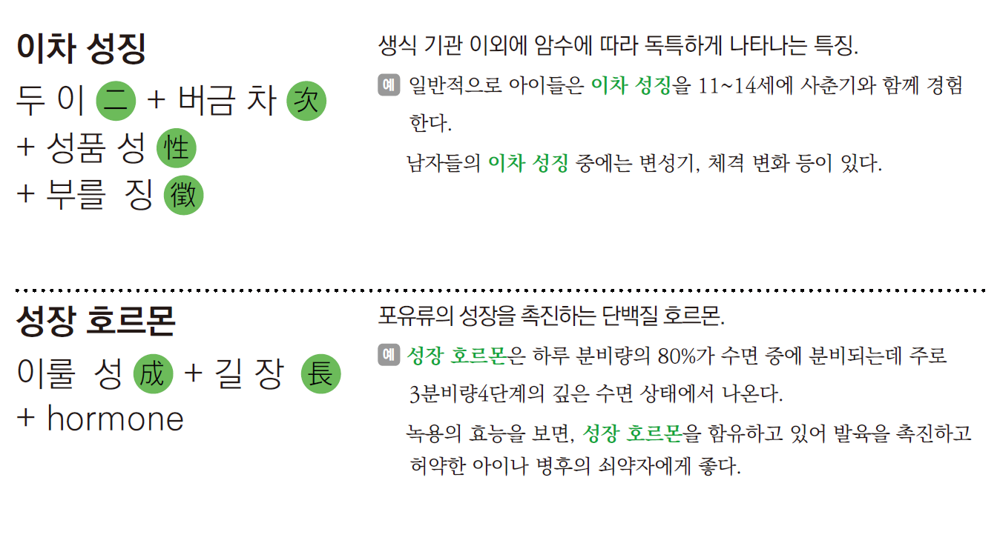 이차 성징
두 이 二 + 버금 차 次
+ 성품 성 性
+ 부를 징 徵
생식 기관 이외에 암수에 따라 독특하게 나타나는 특징.
예 일반적으로 아이들은 이차 성징을 11~14세에 사춘기와 함께 경험
한다.
남자들의 이차 성징 중에는 변성기, 체격 변화 등이 있다.
성장 호르몬
이룰 성 成 + 길 장 長
+ hormone
포유류의 성장을 촉진하는 단백질 호르몬.
예 성장 호르몬은 하루 분비량의 80%가 수면 중에 분비되는데 주로
3분비량4단계의 깊은 수면 상태에서 나온다.
녹용의 효능을 보면, 성장 호르몬을 함유하고 있어 발육을 촉진하고
허약한 아이나 병후의 쇠약자에게 좋다.